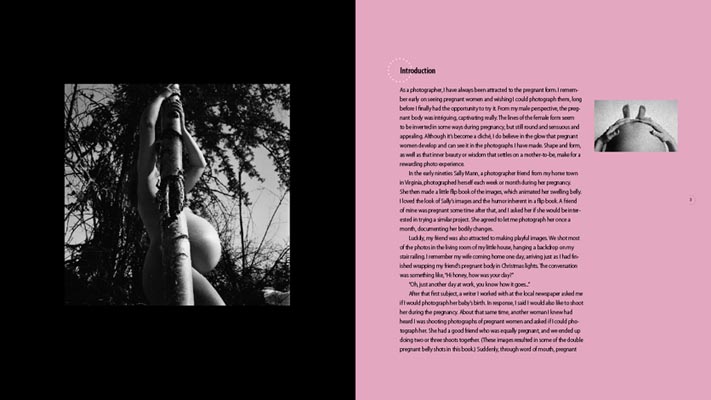 Introduction
As a photographer, I have always been attracted to the pregnant form. I remem-
ber early on seeing pregnant women and wishing I could photograph them, long
before I finally had the opportunity to try it. From my male perspective, the preg-
nant body was intriguing, captivating really. The lines of the female form seem
to be inverted in some ways during pregnancy, but still round and sensuous and
appealing. Although it's become a cliché, I do believe in the glow that pregnant
women develop and can see it in the photographs I have made. Shape and form,
as well as that inner beauty or wisdom that settles on a mother-to-be, make for a
rewarding photo experience.
In the early nineties Sally Mann, a photographer friend from my home town
in Virginia, photographed herself each week or month during her pregnancy.
She then made a little flip book of the images, which animated her swelling belly.
I loved the look of Sally's images and the humor inherent in a flip book. A friend
of mine was pregnant some time after that, and I asked her if she would be inter-
ested in trying a similar project. She agreed to let me photograph her once a
month, documenting her bodily changes.
Luckily, my friend was also attracted to making playful images. We shot most
of the photos in the living room of my little house, hanging a backdrop on my
stair railing. I remember my wife coming home one day, arriving just as I had fin-
ished wrapping my friend's pregnant body in Christmas lights. The conversation
was something like, "Hi honey, how was your day?"
"Oh, just another day at work, you know how it goes..."
After that first subject, a writer I worked with at the local newspaper asked me
if I would photograph her baby's birth. In response, I said I would also like to shoot
her during the pregnancy. About that same time, another woman I knew had
heard I was shooting photographs of pregnant women and asked if I could pho-
tograph her. She had a good friend who was equally pregnant, and we ended up
doing two or three shoots together. (These images resulted in some of the double
pregnant belly shots in this book.) Suddenly, through word of mouth, pregnant